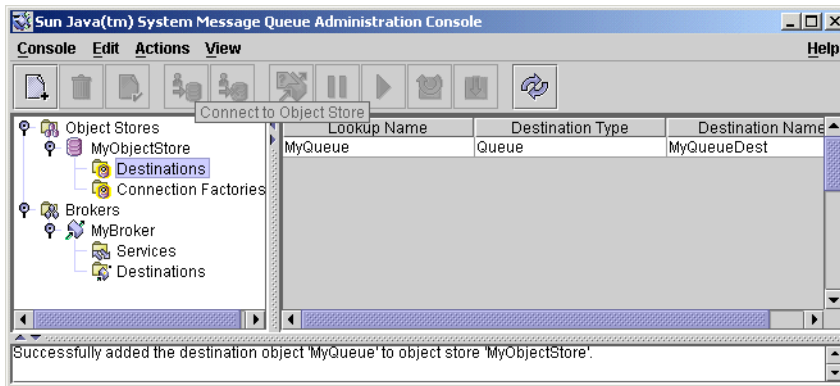 Sun Java(tm) System Message Queue Administration Console
Console Edit Actions View Help
Connect to Object Store
Object Stores
MyObjectStore
Destinations
Connection Factories
Brokers
MyBroker
Services
Destinations
Lookup Name Destination Type Destination Name
MyQueue Queue MyQueueDest
Successfully added the destination object 'MyQueue' to object store 'MyObjectStore'.